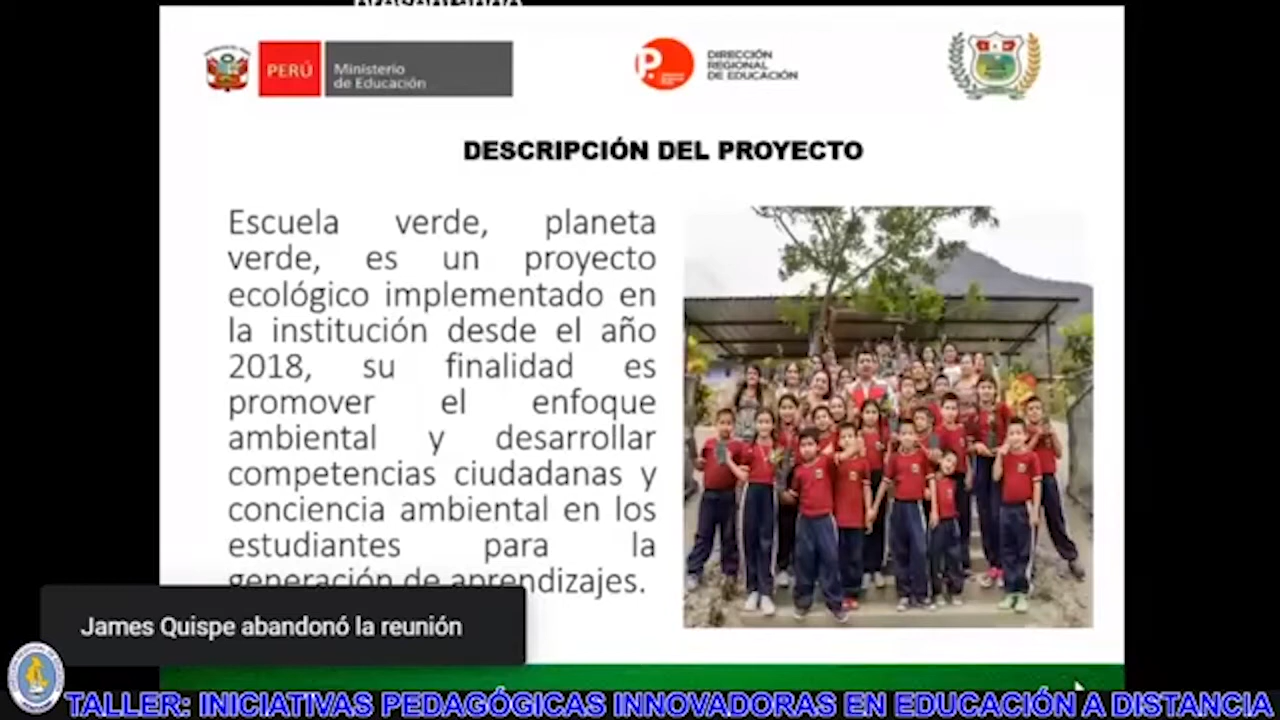 presentando
PERÚ
Ministerio
de Educación
DIRECCIÓN
REGIONAL
DE EDUCACIÓN
DESCRIPCIÓN DEL PROYECTO
Escuela verde, planeta
verde, es un proyecto
ecológico implementado en
la institución desde el año
2018, su finalidad es
promover el enfoque
ambiental y desarrollar
competencias ciudadanas y
conciencia ambiental en los
estudiantes para la
generación de aprendizajes.
James Quispe abandonó la reunión
TALLER: INICIATIVAS PEDAGÓGICAS INNOVADORAS EN EDUCACIÓN A DISTANCIA